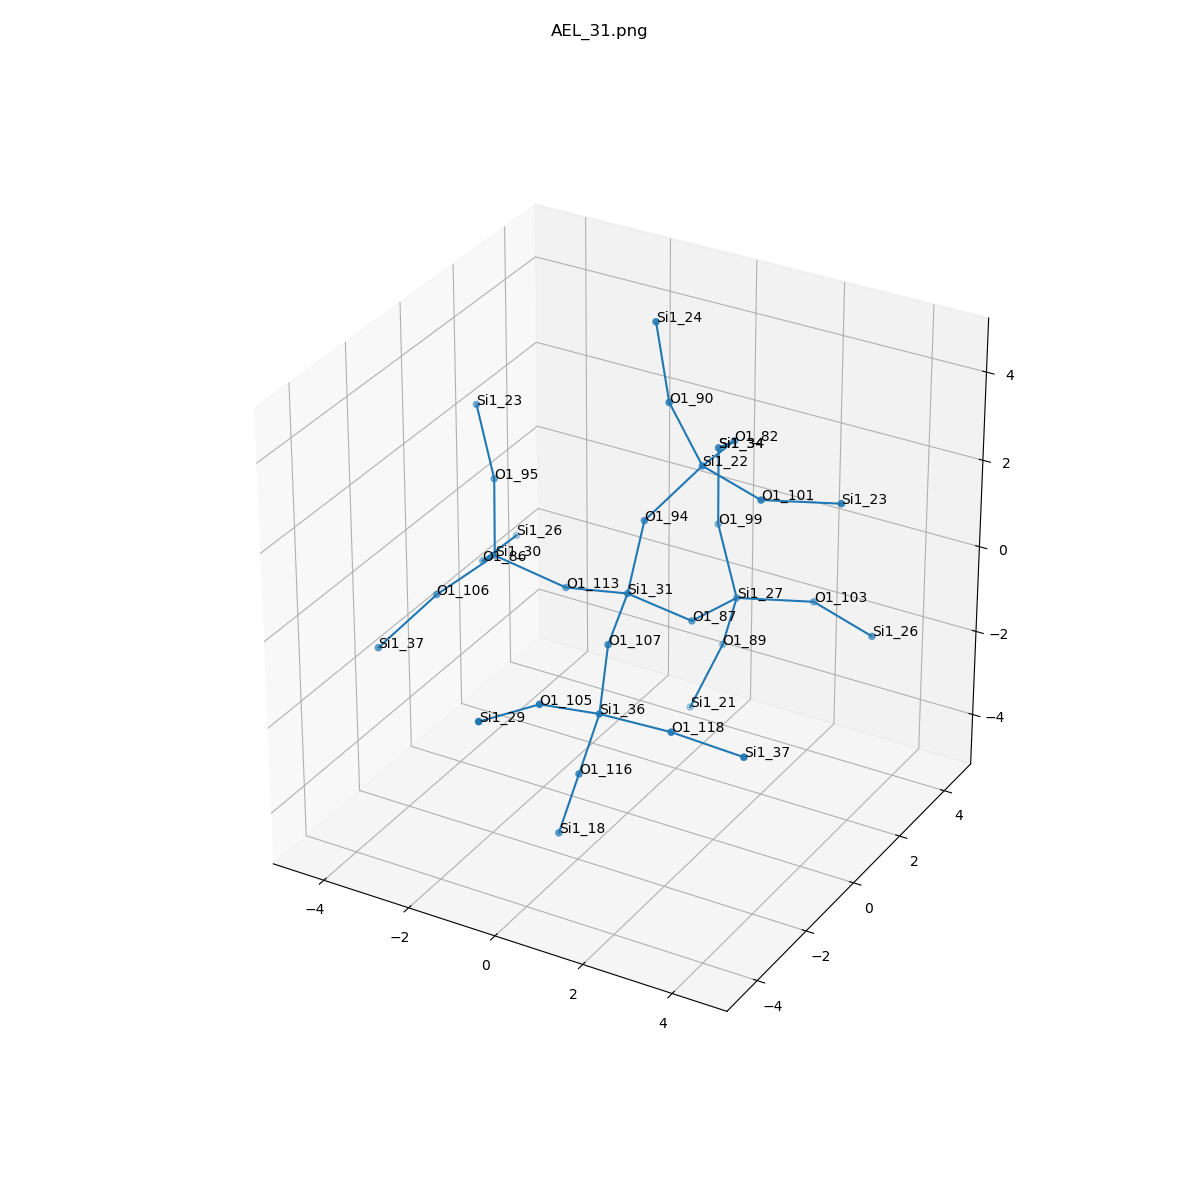 AEL_31.png
Si1_24
Si1_23
O1_90
O1_82
Si1_34
Si1_22
O1_95
O1_101
Si1_23
O1_94
O1_99
Si1_26
Si1_30
O1_86
O1_113
Si1_31
O1_106
Si1_27
O1_103
O1_87
Si1_26
Si1_37
O1_107
O1_89
O1_105
Si1_21
Si1_29
Si1_36
O1_118
Si1_37
O1_116
Si1_18
4
2
0
−2
−4
−4
−2
0
2
4
4
2
0
−2
−4